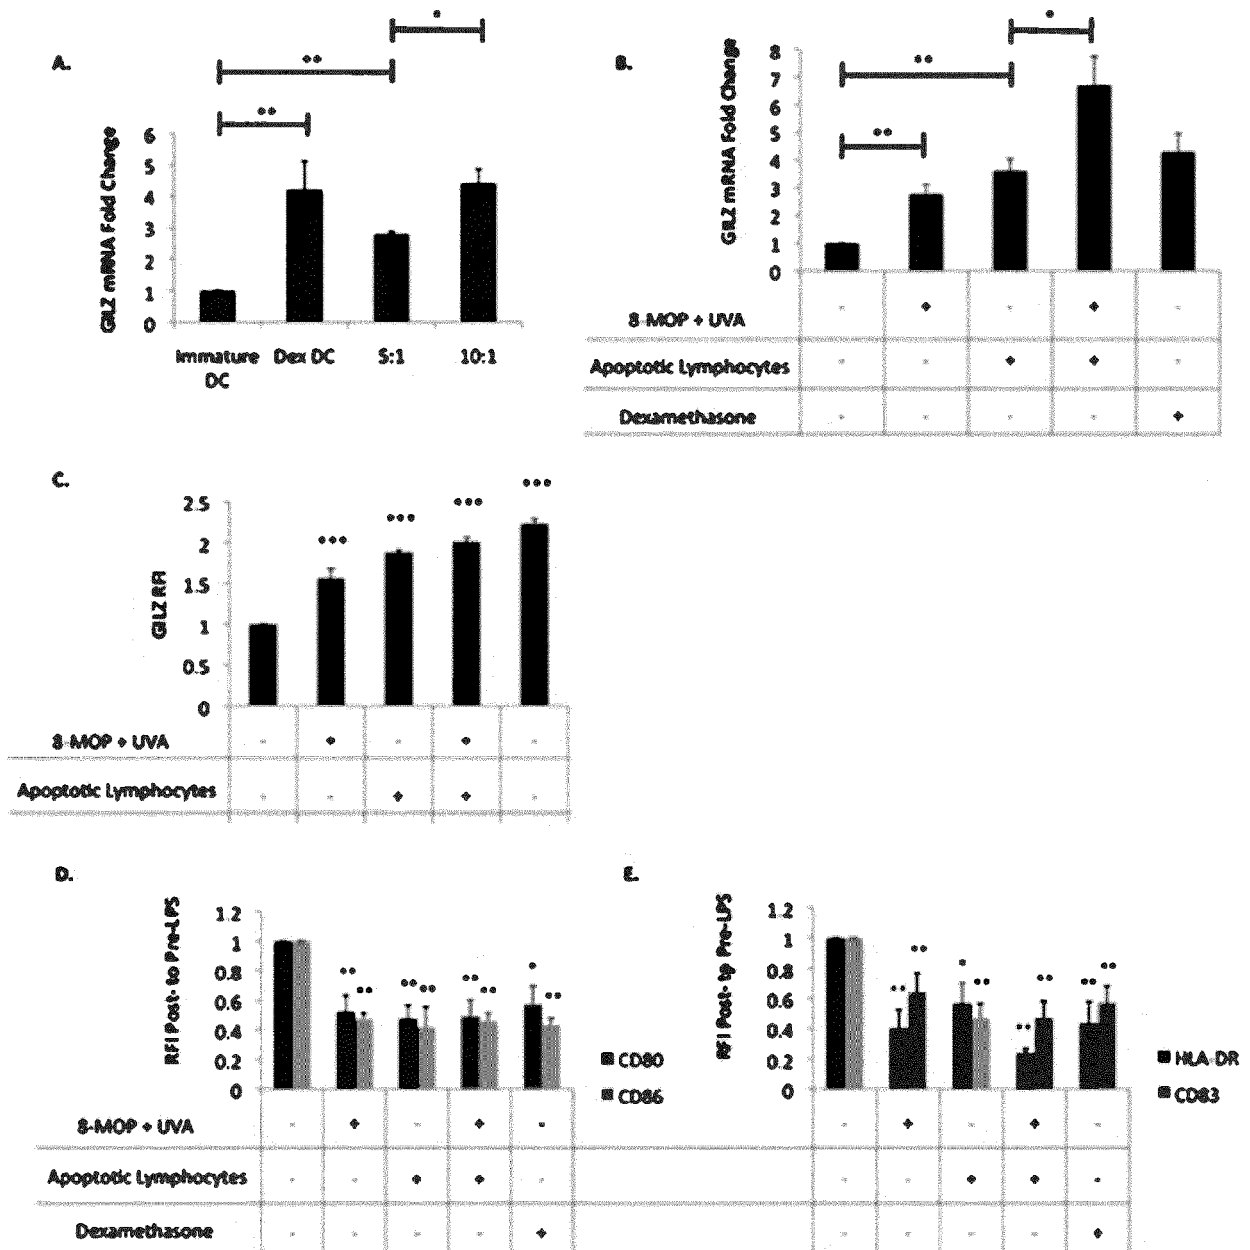 A.
GILZ mRNA Fold Change
6
5
4
3
2
1
0
**
**
*
Immature DC
Dex DC
5:1
10:1
B.
GILZ mRNA Fold Change
8
7
6
5
4
3
2
1
0
**
**
*
8-MOP + UVA - + - + -
Apoptotic Lymphocytes - - + + -
Dexamethasone - - - - +
C.
GILZ RFI
2.5
2
1.5
1
0.5
0
***
***
***
***
8-MOP + UVA - + - + -
Apoptotic Lymphocytes - - + + -
D.
RFI Post- to Pre-LPS
1.2
1
0.8
0.6
0.4
0.2
0
** ** ** ** ** ** * **
CD80
CD86
8-MOP + UVA - + - + -
Apoptotic Lymphocytes - - + + -
Dexamethasone - - - - +
E.
RFI Post- to Pre-LPS
1.2
1
0.8
0.6
0.4
0.2
0
** ** * ** ** ** ** **
HLA-DR
CD83
- + - + -
- - + + -
- - - - +